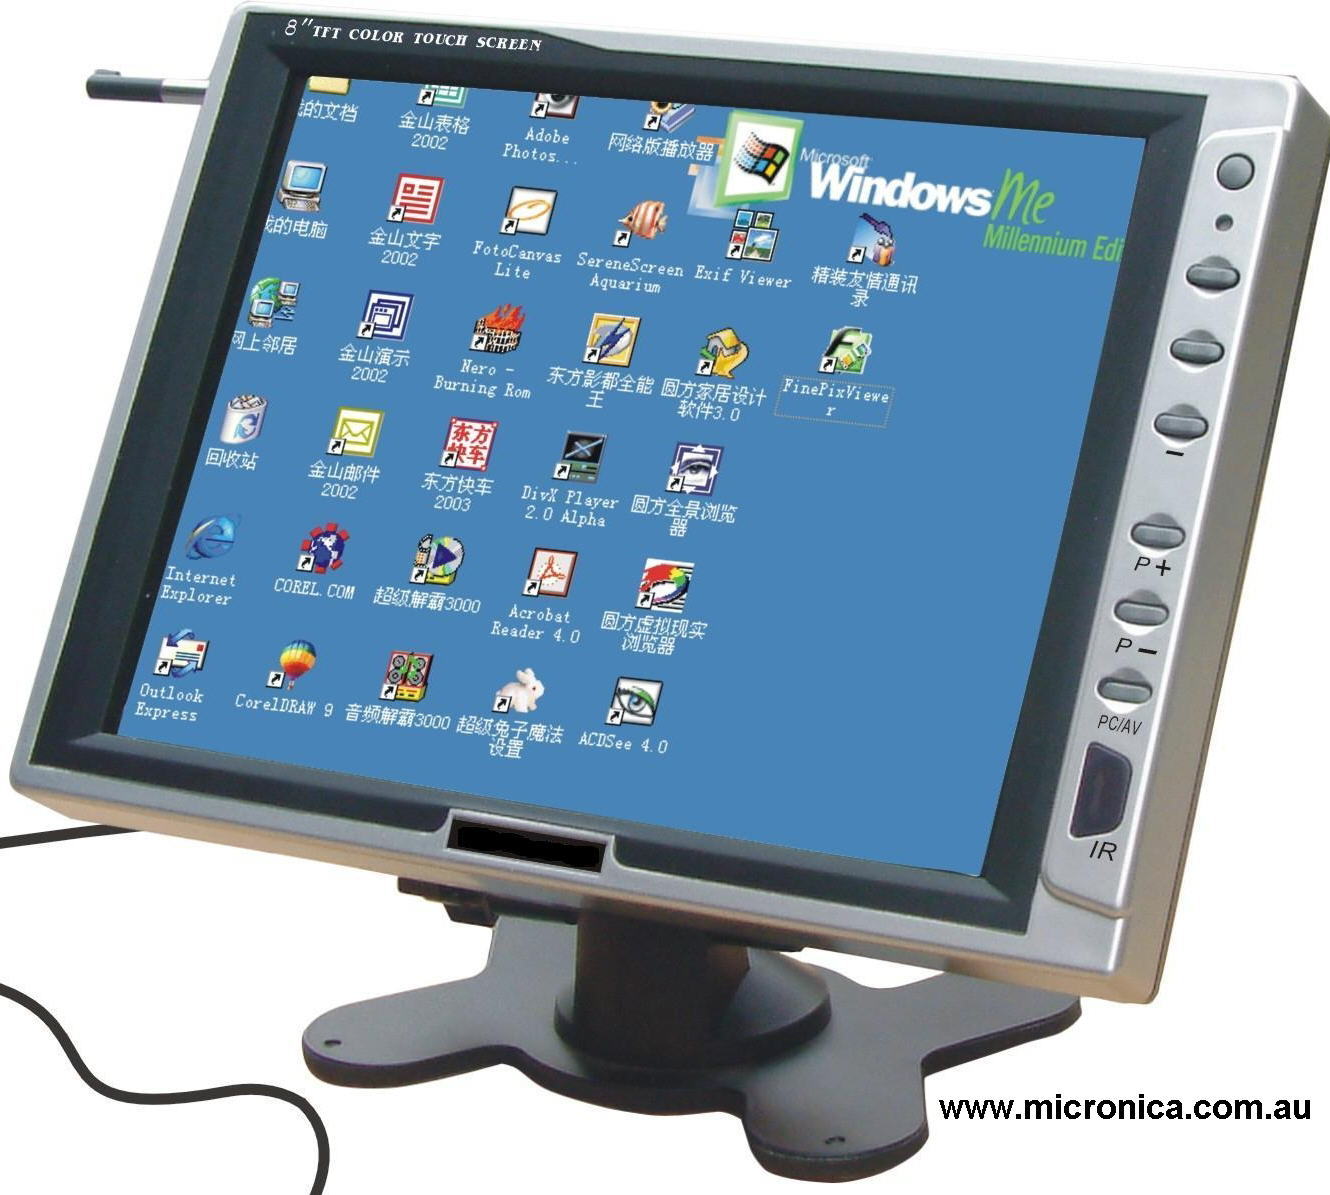 8" TFT COLOR TOUCH SCREEN
我的文档
金山表格
2002
Adobe
Photos...
网络版播放器
Microsoft
Windows Me
Millennium Edi
我的电脑
金山文字
2002
FotoCanvas
Lite
SereneScreen
Aquarium
Exif Viewer
精装友情通讯
录
网上邻居
金山演示
2002
Nero -
Burning Rom
东方影都全能
王
圆方家居设计
软件3.0
FinePixViewe
r
回收站
金山邮件
2002
东方
快车
东方快车
2003
DivX Player
2.0 Alpha
圆方全景浏览
器
Internet
Explorer
COREL.COM
超级解霸3000
Acrobat
Reader 4.0
圆方虚拟现实
浏览器
Outlook
Express
CorelDRAW 9
音频解霸3000
超级兔子魔法
设置
ACDSee 4.0
-
P+
P-
PC/AV
IR
www.micronica.com.au